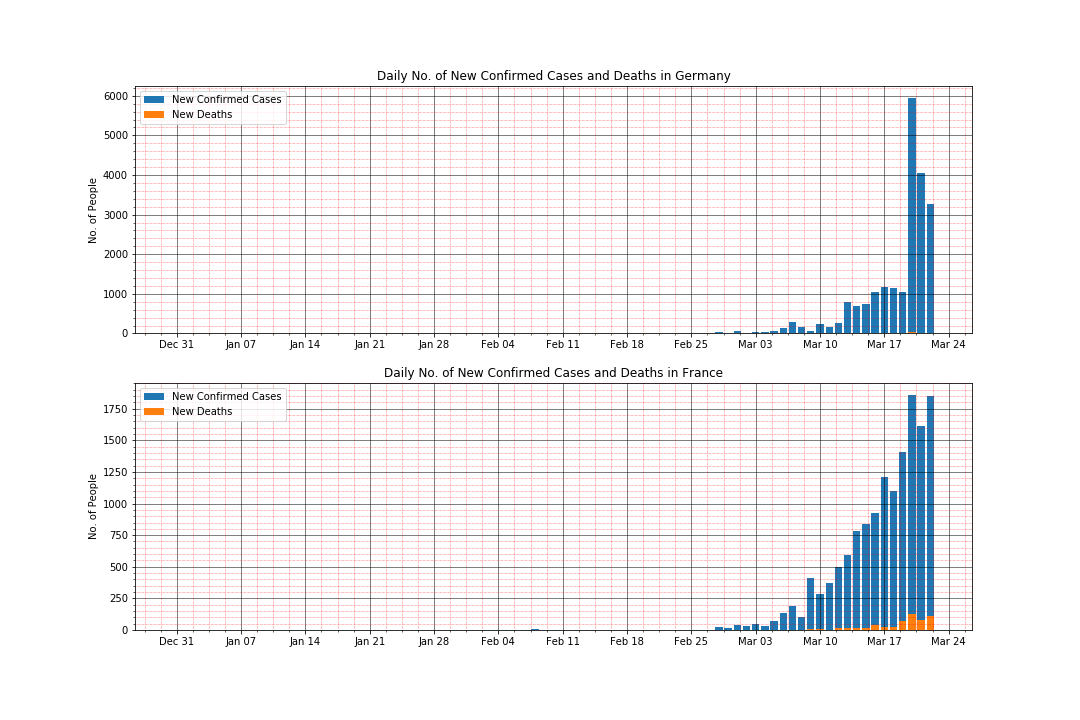 Daily No. of New Confirmed Cases and Deaths in Germany
New Confirmed Cases
New Deaths
No. of People
6000
5000
4000
3000
2000
1000
0
Dec 31 Jan 07 Jan 14 Jan 21 Jan 28 Feb 04 Feb 11 Feb 18 Feb 25 Mar 03 Mar 10 Mar 17 Mar 24
Daily No. of New Confirmed Cases and Deaths in France
New Confirmed Cases
New Deaths
No. of People
1750
1500
1250
1000
750
500
250
0
Dec 31 Jan 07 Jan 14 Jan 21 Jan 28 Feb 04 Feb 11 Feb 18 Feb 25 Mar 03 Mar 10 Mar 17 Mar 24